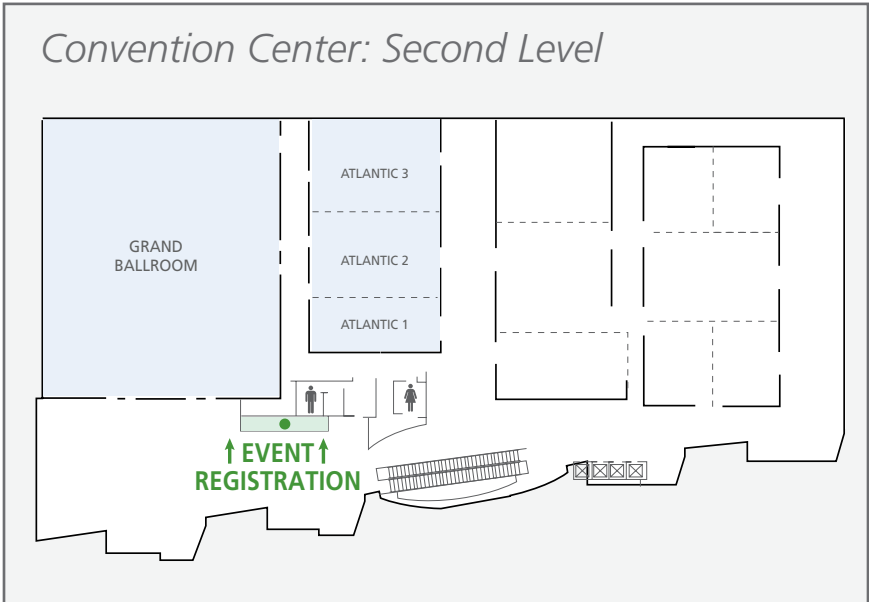 Convention Center: Second Level
ATLANTIC 3
GRAND
BALLROOM
ATLANTIC 2
ATLANTIC 1
EVENT
REGISTRATION